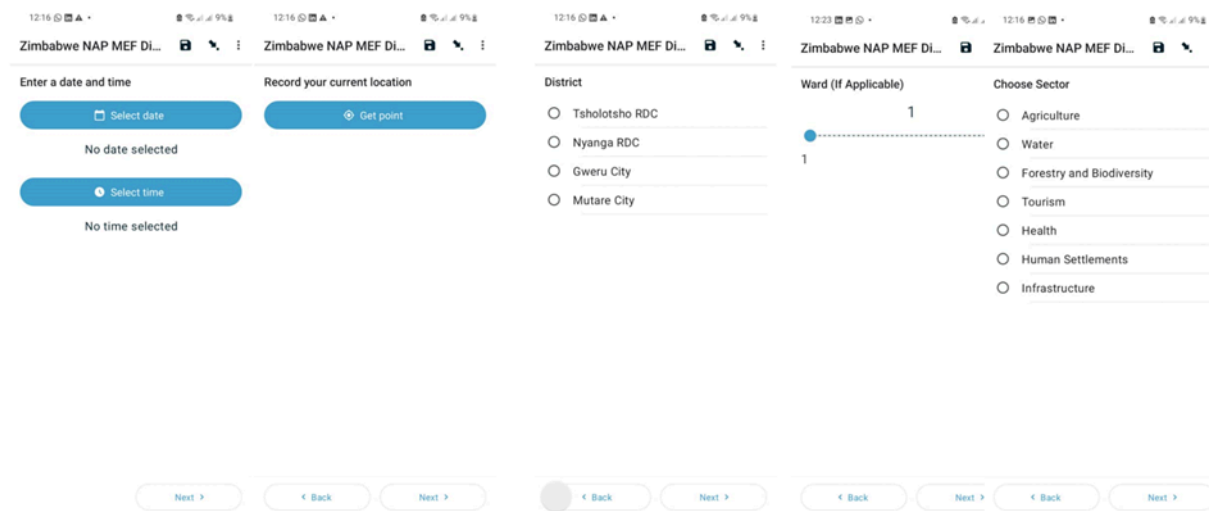 12:16
9%
Zimbabwe NAP MEF Di...
Enter a date and time
Select date
No date selected
Select time
No time selected
Next >
12:16
9%
Zimbabwe NAP MEF Di...
Record your current location
Get point
< Back
Next >
12:16
9%
Zimbabwe NAP MEF Di...
District
Tsholotsho RDC
Nyanga RDC
Gweru City
Mutare City
< Back
Next >
12:23
Zimbabwe NAP MEF Di...
Ward (If Applicable)
1
1
< Back
Next >
12:16
9%
Zimbabwe NAP MEF Di...
Choose Sector
Agriculture
Water
Forestry and Biodiversity
Tourism
Health
Human Settlements
Infrastructure
< Back
Next >